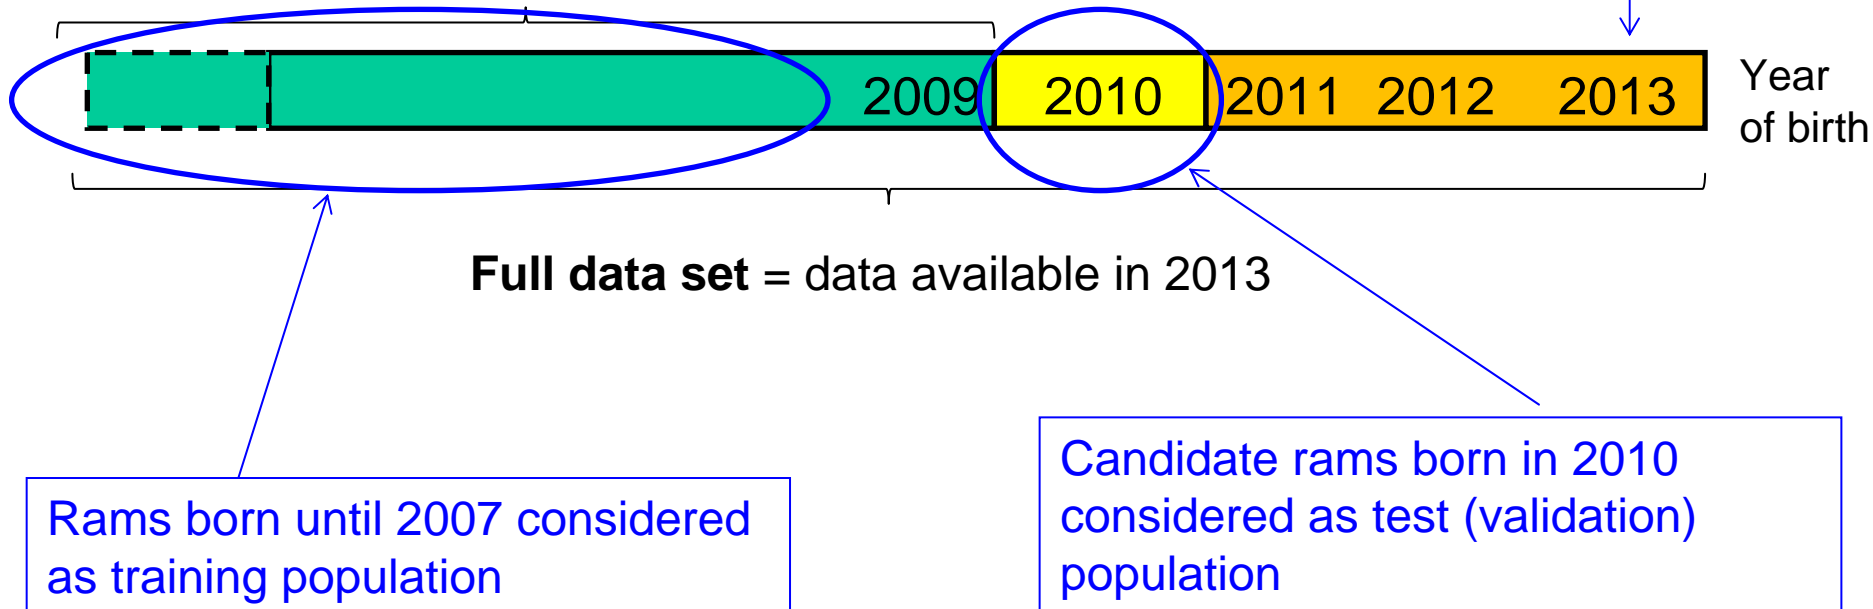 2009 2010 2011 2012 2013
Year
of birth
Full data set = data available in 2013
Rams born until 2007 considered
as training population
Candidate rams born in 2010
considered as test (validation)
population